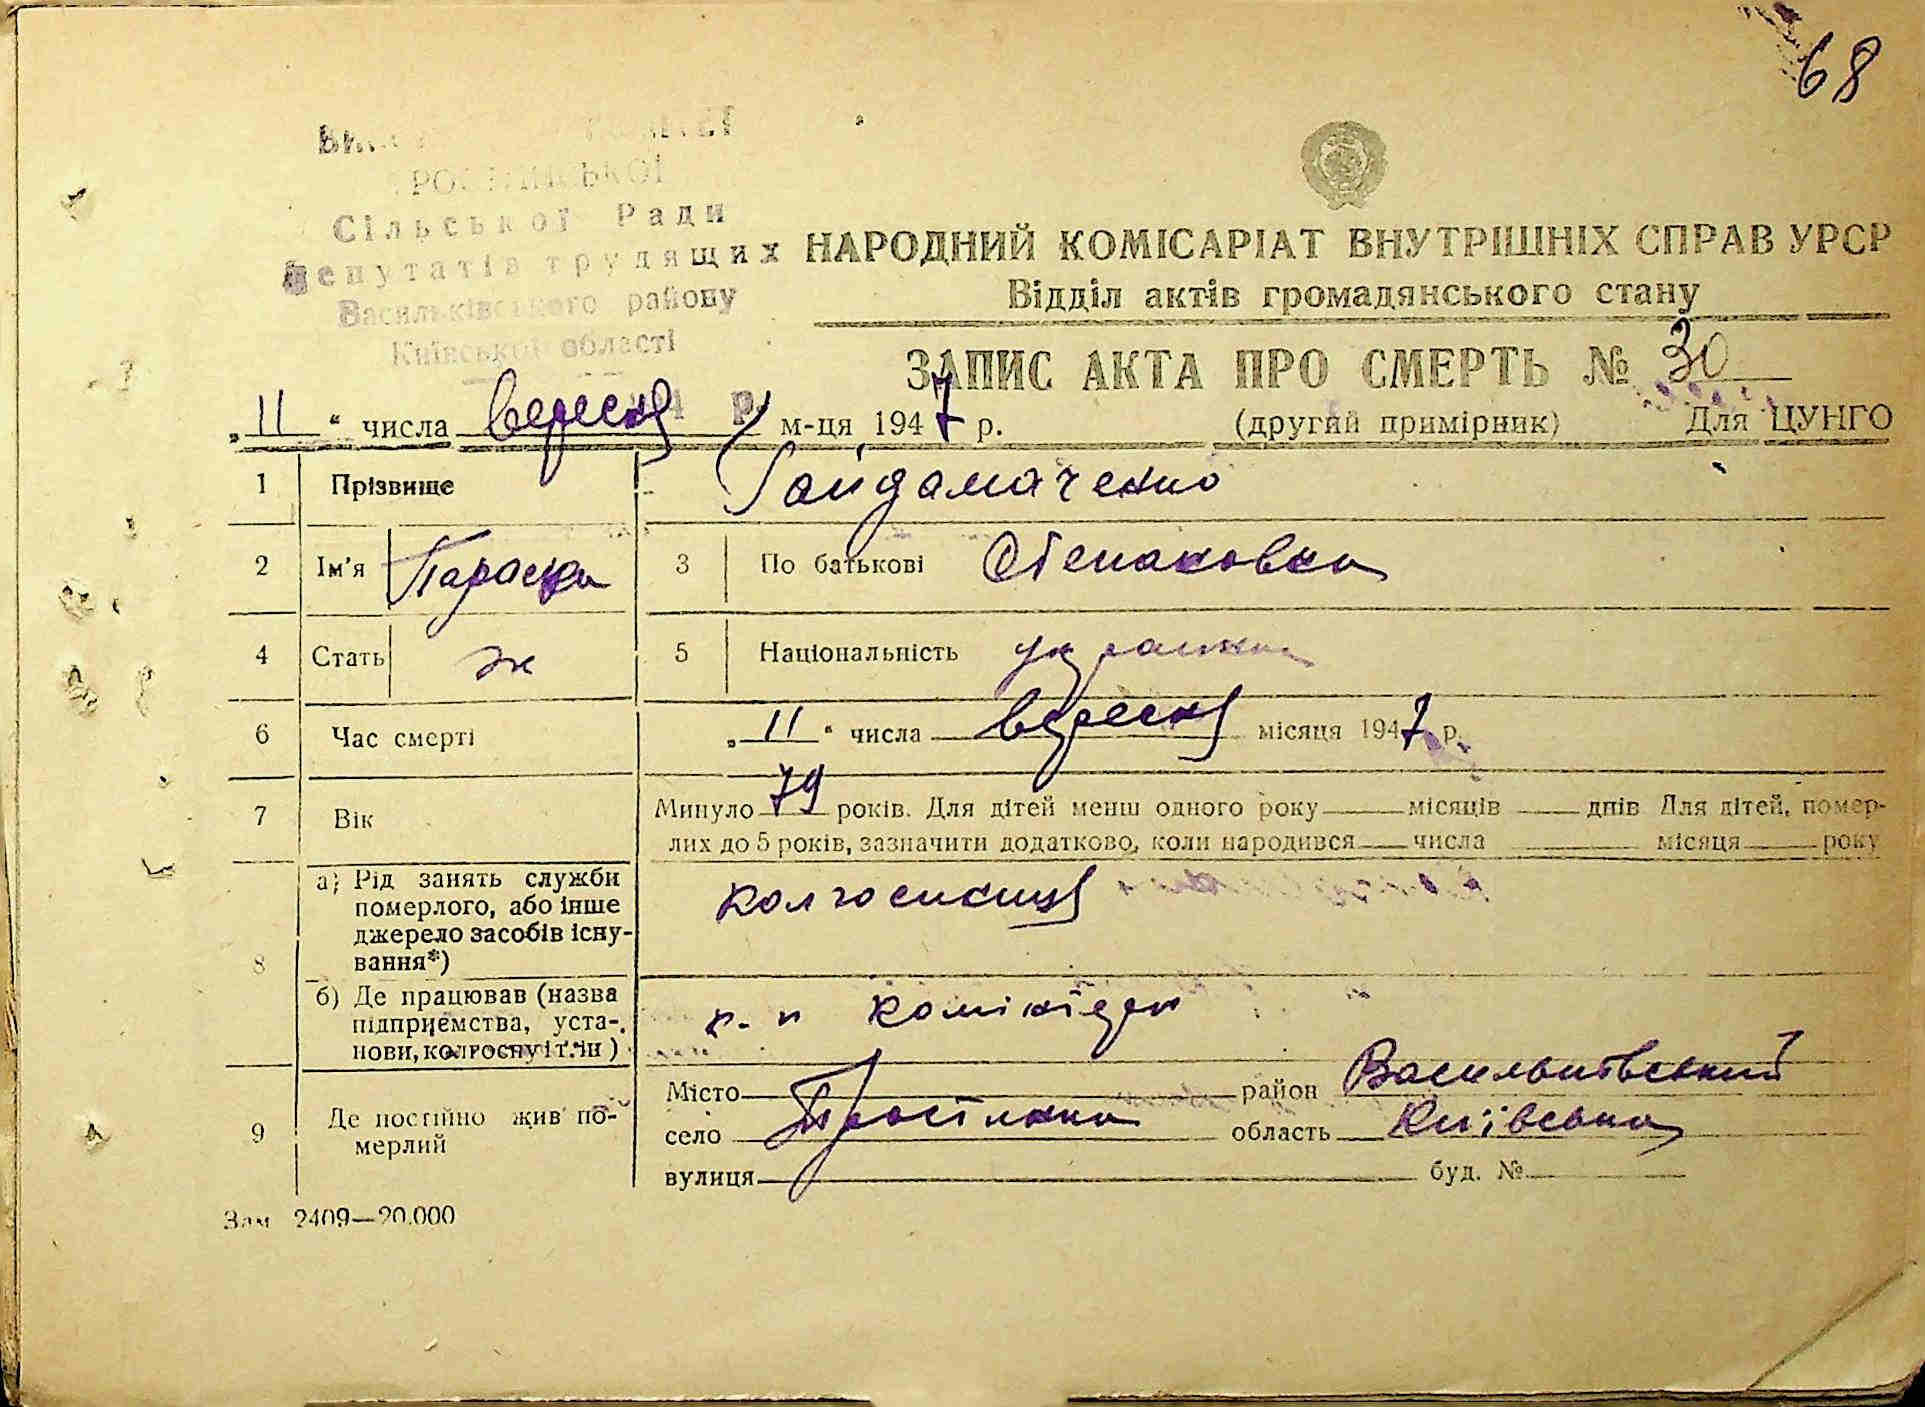 68
Сільської Ради
депутатів трудящих
Васильківського району
Київської області
НАРОДНИЙ КОМІСАРІАТ ВНУТРІШНІХ СПРАВ УРСР
Відділ актів громадянського стану
ЗАПИС АКТА ПРО СМЕРТЬ № 30
„11“ числа вересня м-ця 1947 р. (другий примірник) Для ЦУНГО
1 Прізвище Гайдамаченко
2 Ім'я Параска 3 По батькові Степановна
4 Стать ж 5 Національність українка
6 Час смерті „11“ числа вересня місяця 1947 р.
7 Вік Минуло 79 років. Для дітей менш одного року місяців днів Для дітей, помер-
лих до 5 років, зазначити додатково, коли народився числа місяця року
8 а) Рід занять служби
померлого, або інше
джерело засобів існу-
вання*)
колгоспниця
б) Де працював (назва
підприємства, уста-
нови, колгоспу і т. ін)
9 Де постійно жив по-
мерлий
Місто район Васильківський
село область Київська
вулиця буд. №
Зам 2409—20.000